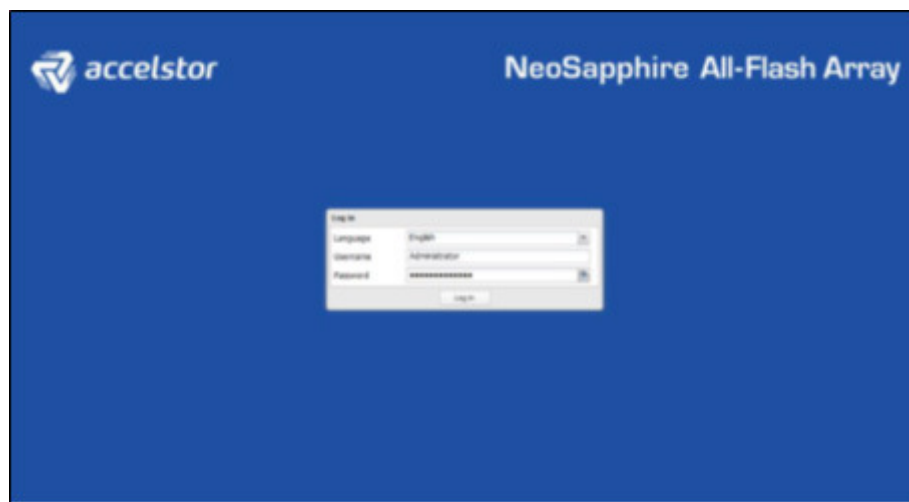 accelstor
NeoSapphire All-Flash Array
Log in
Language English
Username Administrator
Password
Log in